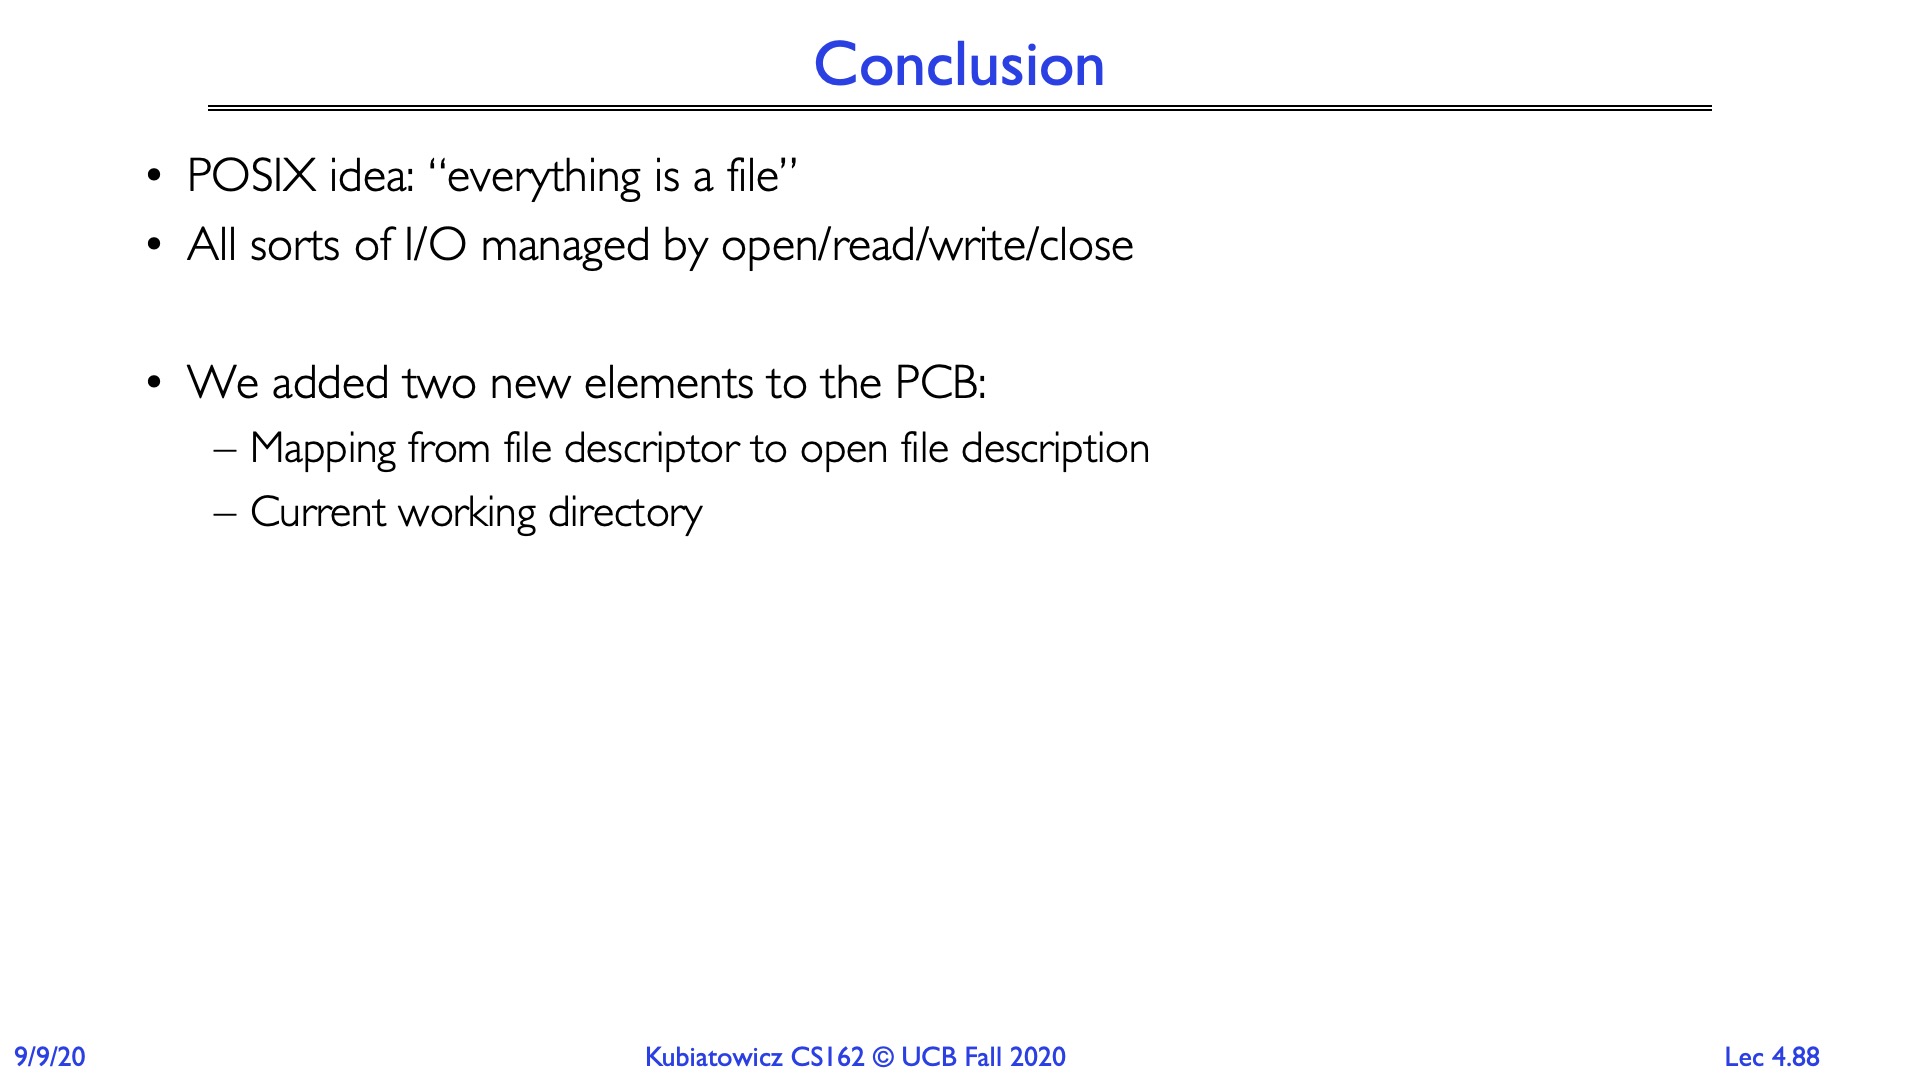 Conclusion
• POSIX idea: “everything is a file”
• All sorts of I/O managed by open/read/write/close
• We added two new elements to the PCB:
– Mapping from file descriptor to open file description
– Current working directory
9/9/20
Kubiatowicz CS162 © UCB Fall 2020
Lec 4.88